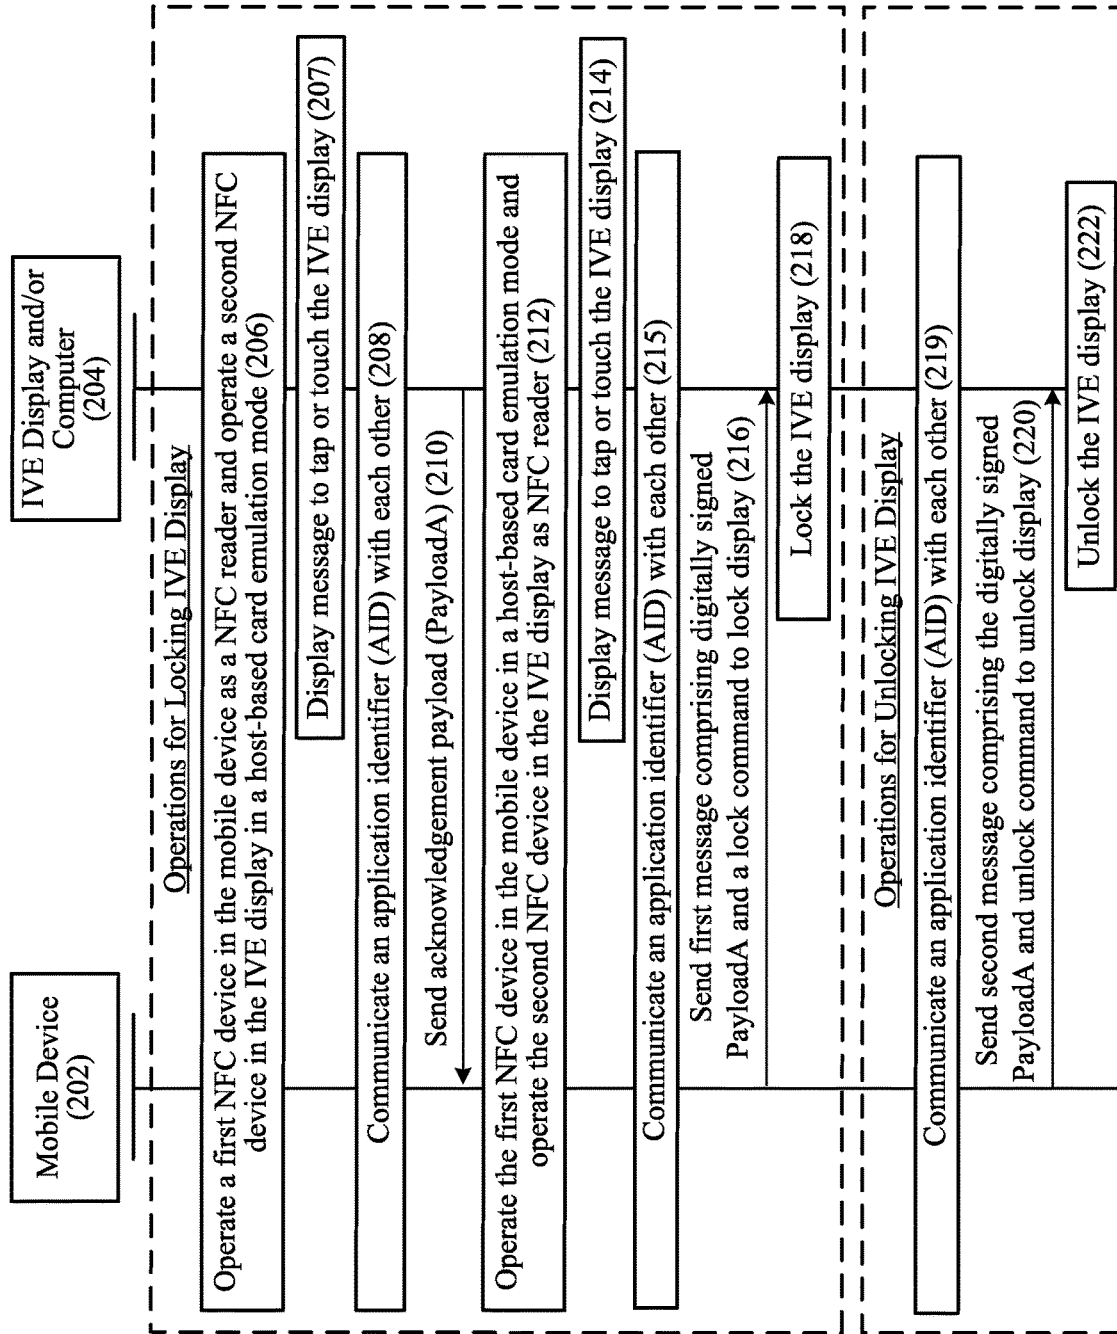 Mobile Device
(202)
IVE Display and/or
Computer
(204)
Operations for Locking IVE Display
Operate a first NFC device in the mobile device as a NFC reader and operate a second NFC
device in the IVE display in a host-based card emulation mode (206)
Display message to tap or touch the IVE display (207)
Communicate an application identifier (AID) with each other (208)
Send acknowledgement payload (PayloadA) (210)
Operate the first NFC device in the mobile device in a host-based card emulation mode and
operate the second NFC device in the IVE display as NFC reader (212)
Display message to tap or touch the IVE display (214)
Communicate an application identifier (AID) with each other (215)
Send first message comprising digitally signed
PayloadA and a lock command to lock display (216)
Lock the IVE display (218)
Operations for Unlocking IVE Display
Communicate an application identifier (AID) with each other (219)
Send second message comprising the digitally signed
PayloadA and unlock command to unlock display (220)
Unlock the IVE display (222)